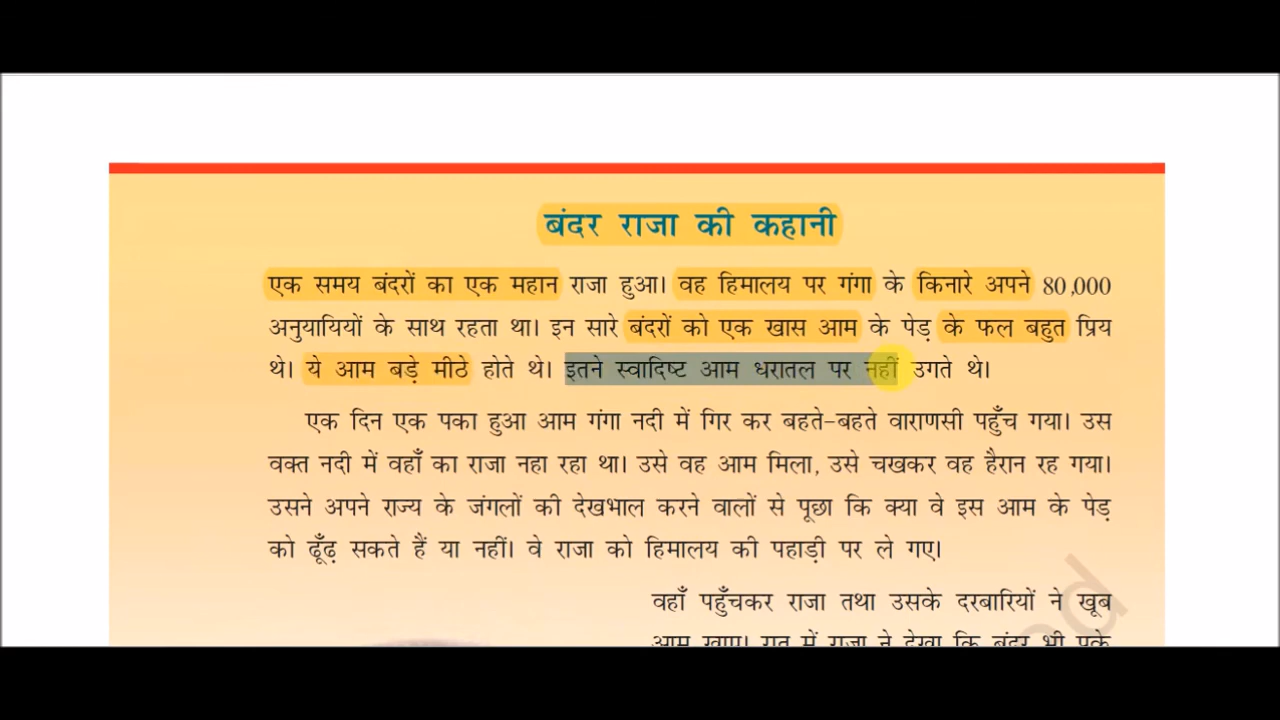 बंदर राजा की कहानी
एक समय बंदरों का एक महान राजा हुआ। वह हिमालय पर गंगा के किनारे अपने 80,000
अनुयायियों के साथ रहता था। इन सारे बंदरों को एक खास आम के पेड़ के फल बहुत प्रिय
थे। ये आम बड़े मीठे होते थे। इतने स्वादिष्ट आम धरातल पर नहीं उगते थे।
एक दिन एक पका हुआ आम गंगा नदी में गिर कर बहते-बहते वाराणसी पहुँच गया। उस
वक्त नदी में वहाँ का राजा नहा रहा था। उसे वह आम मिला, उसे चखकर वह हैरान रह गया।
उसने अपने राज्य के जंगलों की देखभाल करने वालों से पूछा कि क्या वे इस आम के पेड़
को ढूँढ़ सकते हैं या नहीं। वे राजा को हिमालय की पहाड़ी पर ले गए।
वहाँ पहुँचकर राजा तथा उसके दरबारियों ने खूब
आम खाए। रात में राजा ने देखा कि बंदर भी पके